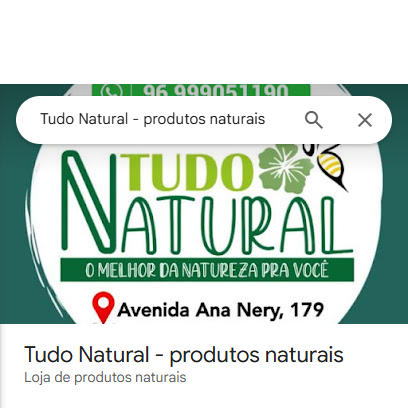 96 999051190
Tudo Natural - produtos naturais
TUDO
NATURAL
O MELHOR DA NATUREZA PRA VOCÊ
Avenida Ana Nery, 179
Tudo Natural - produtos naturais
Loja de produtos naturais